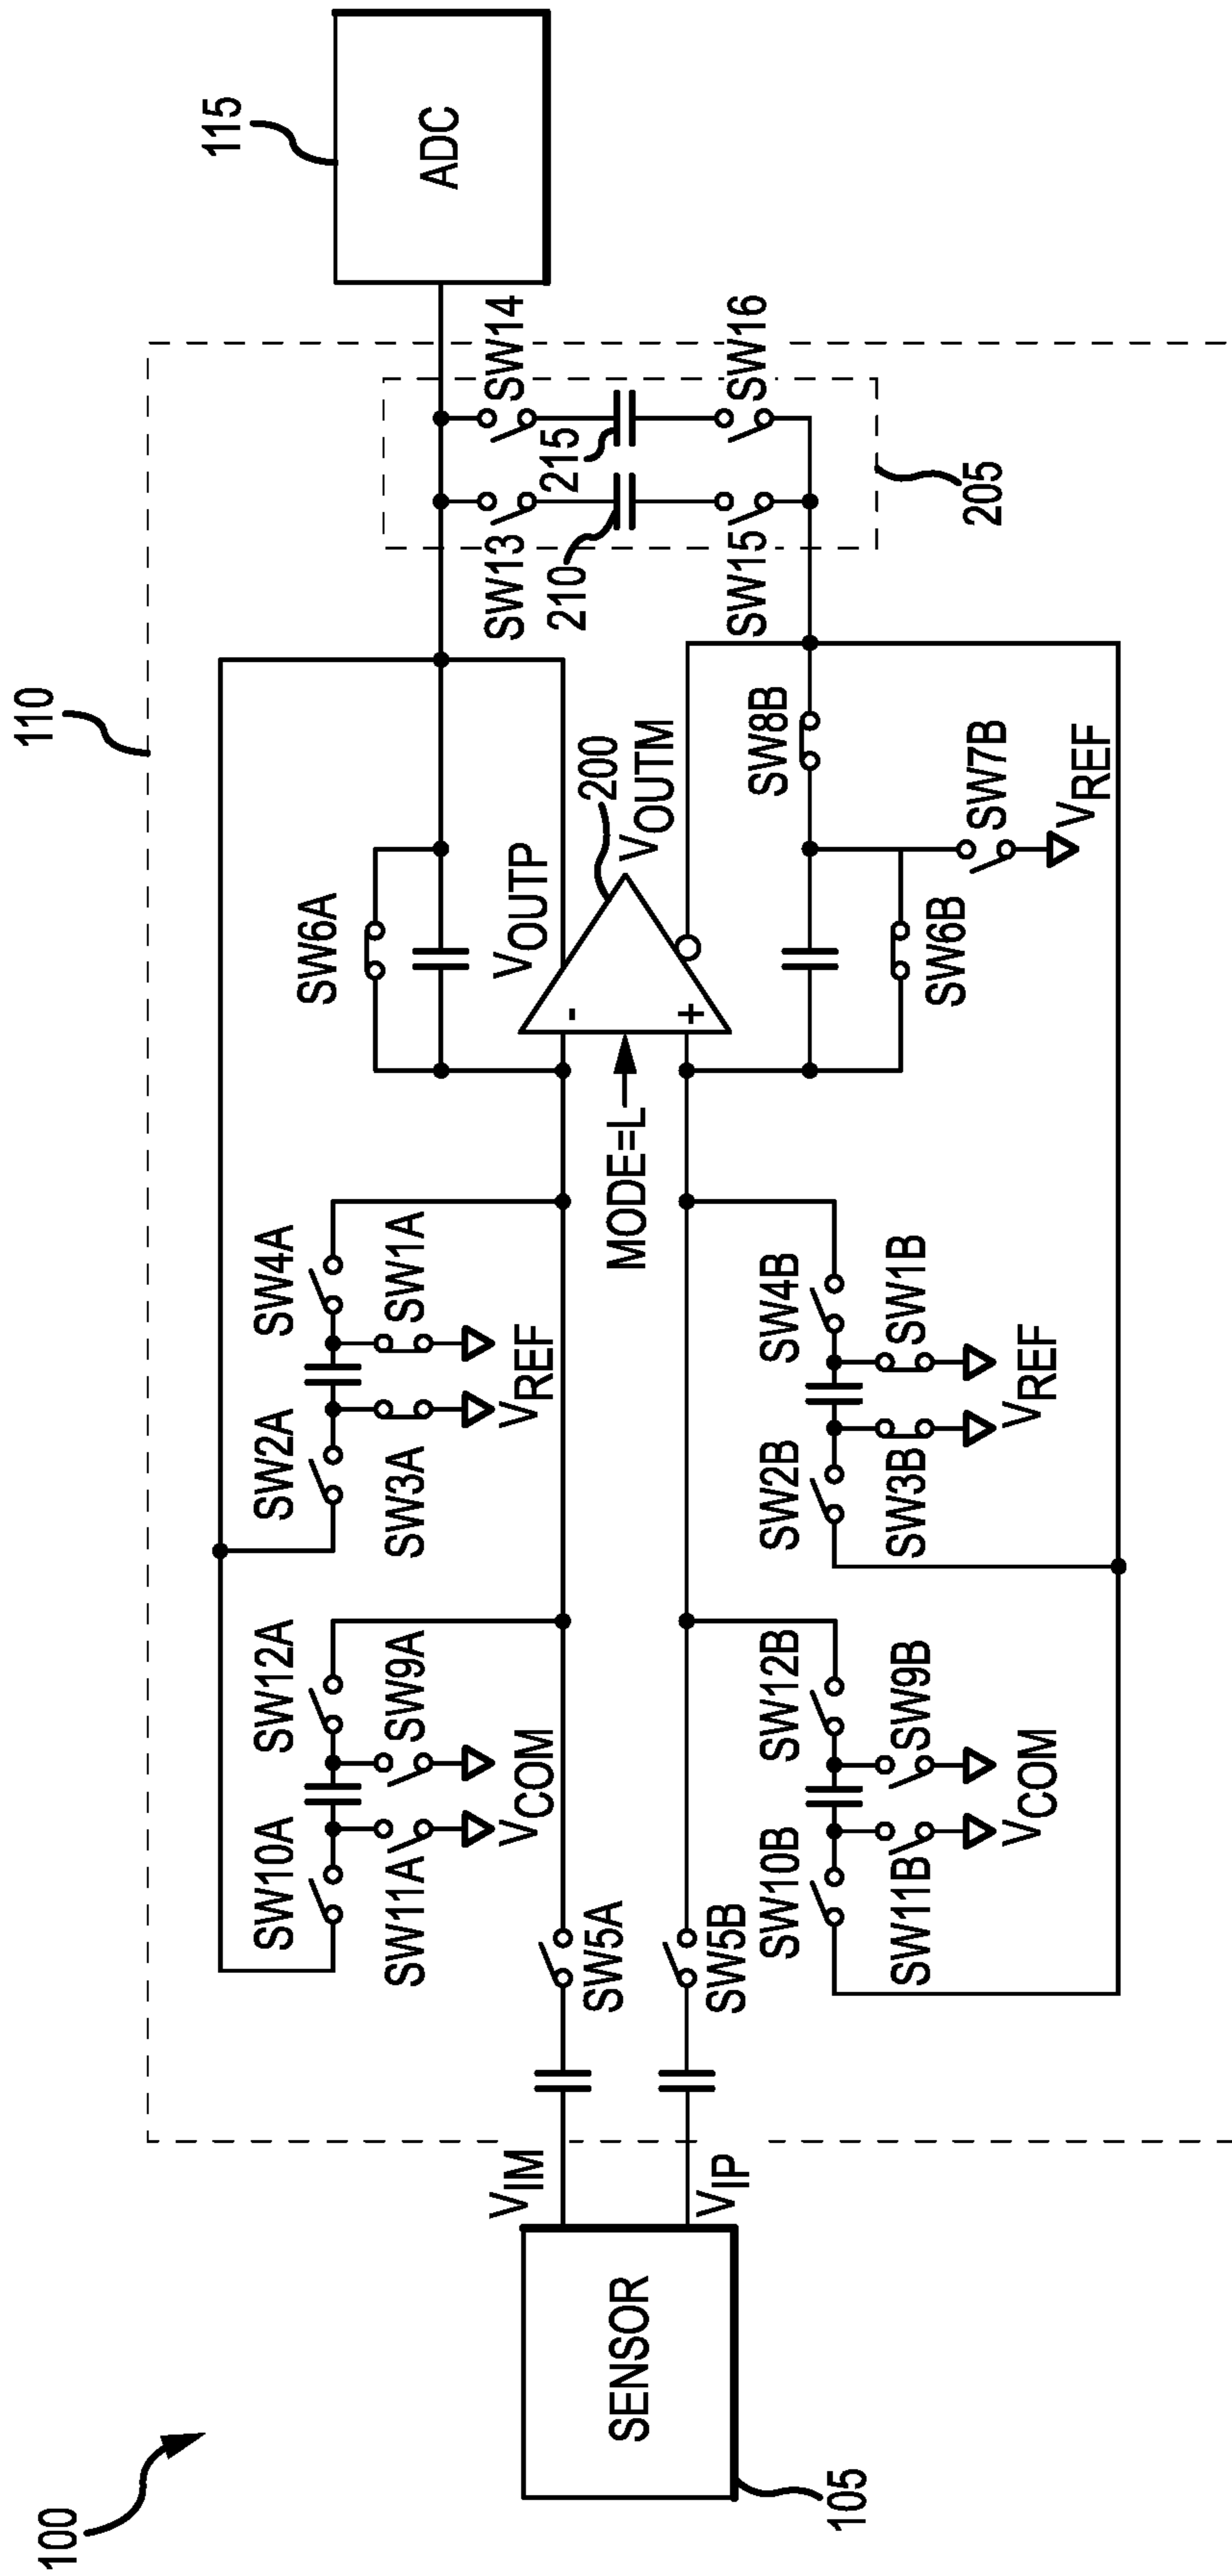 100
110
115
SENSOR
105
VIM
VIP
SW10A
SW12A
SW11A
SW9A
VCOM
SW2A
SW4A
SW3A
SW1A
VREF
SW5A
SW5B
SW10B
SW12B
SW11B
SW9B
VCOM
SW2B
SW4B
SW3B
SW1B
VREF
MODE=L
-
+
SW6A
VOUTP
200
VOUTM
SW8B
SW6B
SW7B
VREF
SW13
SW14
210
215
SW15
SW16
205
ADC